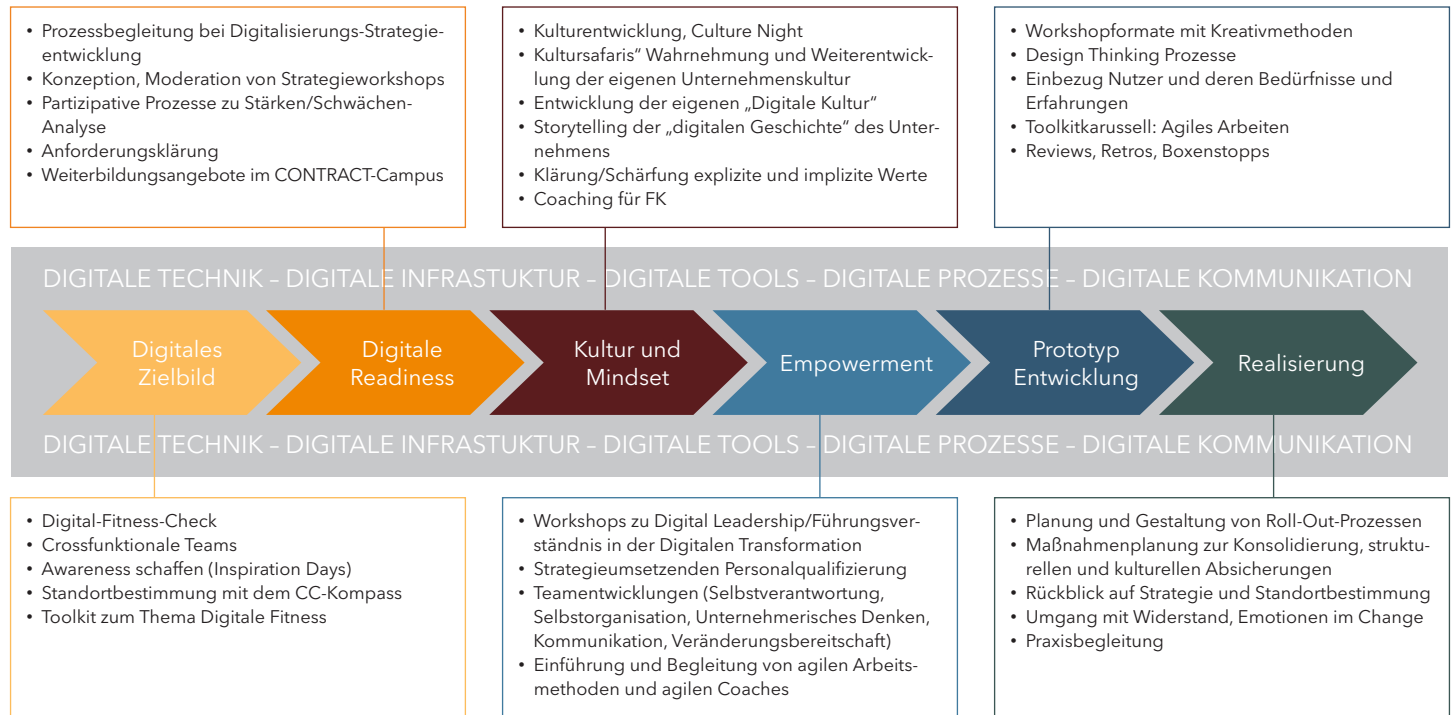 • Prozessbegleitung bei Digitalisierungs-Strategie-
entwicklung
• Konzeption, Moderation von Strategieworkshops
• Partizipative Prozesse zu Stärken/Schwächen-
Analyse
• Anforderungsklärung
• Weiterbildungsangebote im CONTRACT-Campus
• Kulturentwicklung, Culture Night
• Kultursafaris“ Wahrnehmung und Weiterentwick-
lung der eigenen Unternehmenskultur
• Entwicklung der eigenen „Digitale Kultur“
• Storytelling der „digitalen Geschichte“ des Unter-
nehmens
• Klärung/Schärfung explizite und implizite Werte
• Coaching für FK
• Workshopformate mit Kreativmethoden
• Design Thinking Prozesse
• Einbezug Nutzer und deren Bedürfnisse und
Erfahrungen
• Toolkitkarussell: Agiles Arbeiten
• Reviews, Retros, Boxenstopps
DIGITALE TECHNIK – DIGITALE INFRASTUKTUR – DIGITALE TOOLS – DIGITALE PROZESSE – DIGITALE KOMMUNIKATION
Digitales
Zielbild
Digitale
Readiness
Kultur und
Mindset
Empowerment
Prototyp
Entwicklung
Realisierung
DIGITALE TECHNIK – DIGITALE INFRASTUKTUR – DIGITALE TOOLS – DIGITALE PROZESSE – DIGITALE KOMMUNIKATION
• Digital-Fitness-Check
• Crossfunktionale Teams
• Awareness schaffen (Inspiration Days)
• Standortbestimmung mit dem CC-Kompass
• Toolkit zum Thema Digitale Fitness
• Workshops zu Digital Leadership/Führungsver-
ständnis in der Digitalen Transformation
• Strategieumsetzenden Personalqualifizierung
• Teamentwicklungen (Selbstverantwortung,
Selbstorganisation, Unternehmerisches Denken,
Kommunikation, Veränderungsbereitschaft)
• Einführung und Begleitung von agilen Arbeits-
methoden und agilen Coaches
• Planung und Gestaltung von Roll-Out-Prozessen
• Maßnahmenplanung zur Konsolidierung, struktu-
rellen und kulturellen Absicherungen
• Rückblick auf Strategie und Standortbestimmung
• Umgang mit Widerstand, Emotionen im Change
• Praxisbegleitung